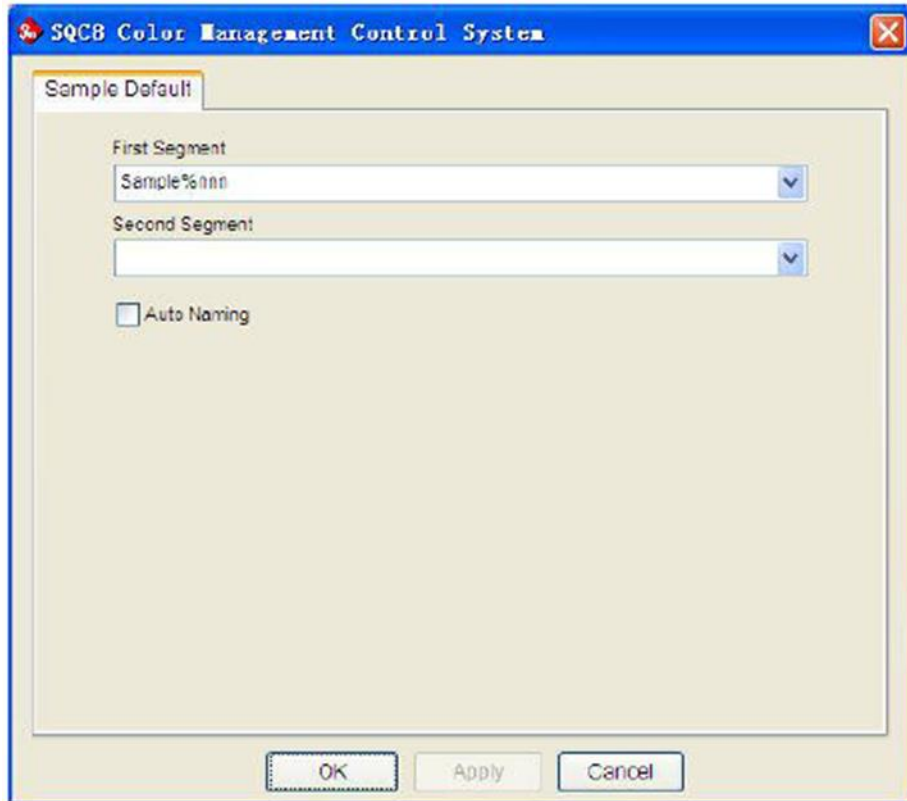 SQC8 Color Management Control System
Sample Default
First Segment
Sample%nnn
Second Segment
Auto Naming
OK Apply Cancel